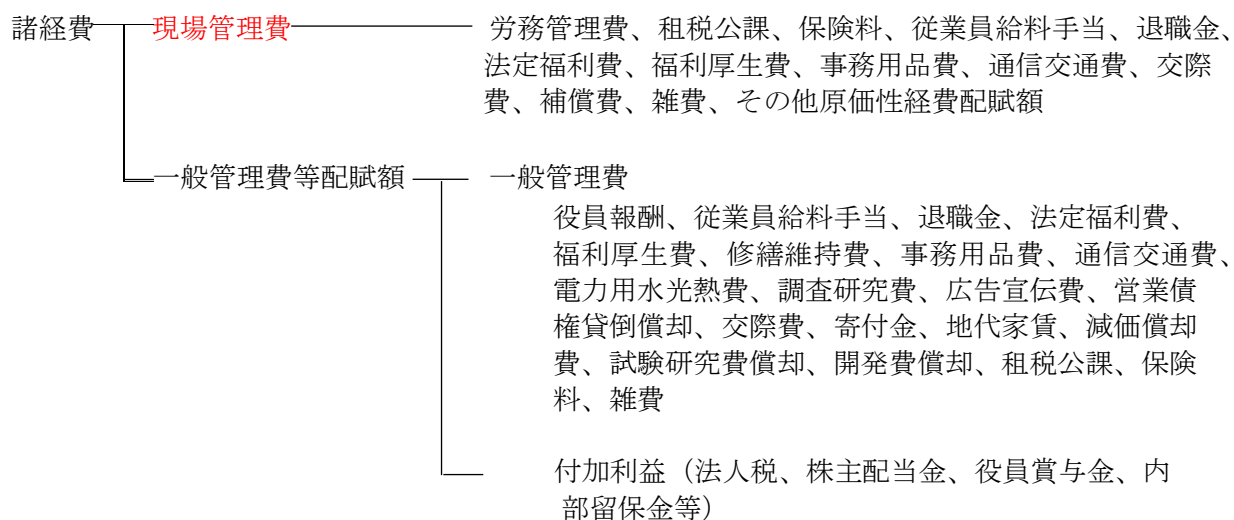 諸経費 現場管理費 労務管理費、租税公課、保険料、従業員給料手当、退職金、
法定福利費、福利厚生費、事務用品費、通信交通費、交際
費、補償費、雑費、その他原価性経費配賦額
一般管理費等配賦額 一般管理費
役員報酬、従業員給料手当、退職金、法定福利費、
福利厚生費、修繕維持費、事務用品費、通信交通費、
電力用水光熱費、調査研究費、広告宣伝費、営業債
権貸倒償却、交際費、寄付金、地代家賃、減価償却
費、試験研究費償却、開発費償却、租税公課、保険
料、雑費
付加利益（法人税、株主配当金、役員賞与金、内
部留保金等）